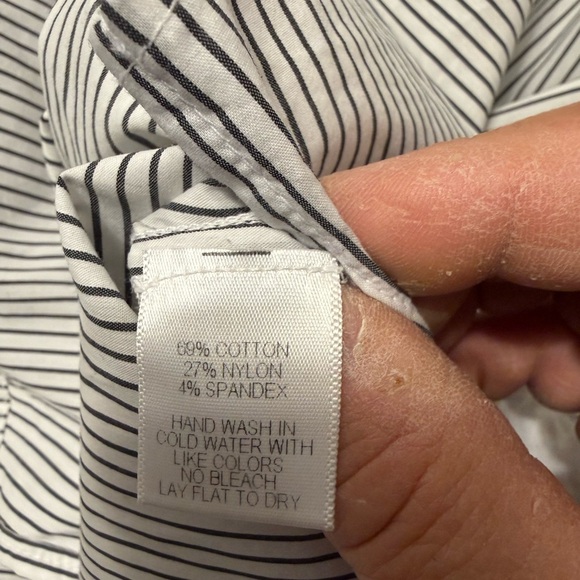 69% COTTON
27% NYLON
4% SPANDEX
HAND WASH IN
COLD WATER WITH
LIKE COLORS
NO BLEACH
LAY FLAT TO DRY